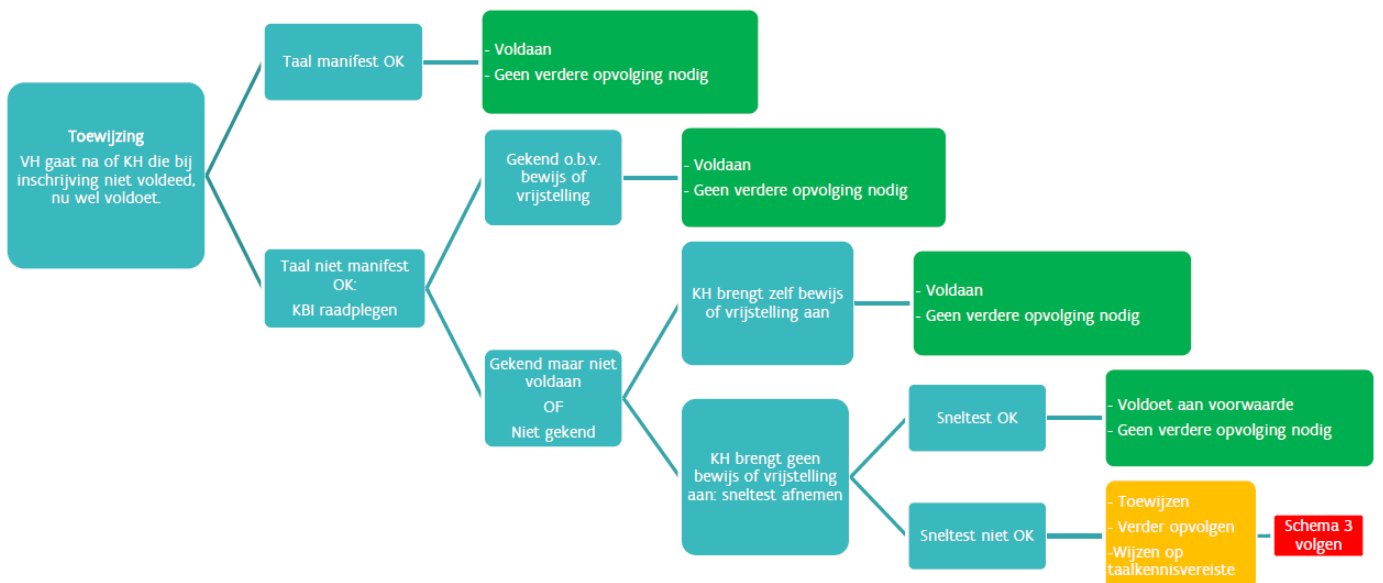 Toewijzing
VH gaat na of KH die bij
inschrijving niet voldeed,
nu wel voldoet.
Taal manifest OK
- Voldaan
- Geen verdere opvolging nodig
Taal niet manifest
OK:
KBI raadplegen
Gekend o.b.v.
bewijs of
vrijstelling
- Voldaan
- Geen verdere opvolging nodig
Gekend maar niet
voldaan
OF
Niet gekend
KH brengt zelf bewijs
of vrijstelling aan
- Voldaan
- Geen verdere opvolging nodig
KH brengt geen
bewijs of vrijstelling
aan: sneltest afnemen
Sneltest OK
- Voldoet aan voorwaarde
- Geen verdere opvolging nodig
Sneltest niet OK
- Toewijzen
- Verder opvolgen
-Wijzen op
taalkennisvereiste
Schema 3
volgen